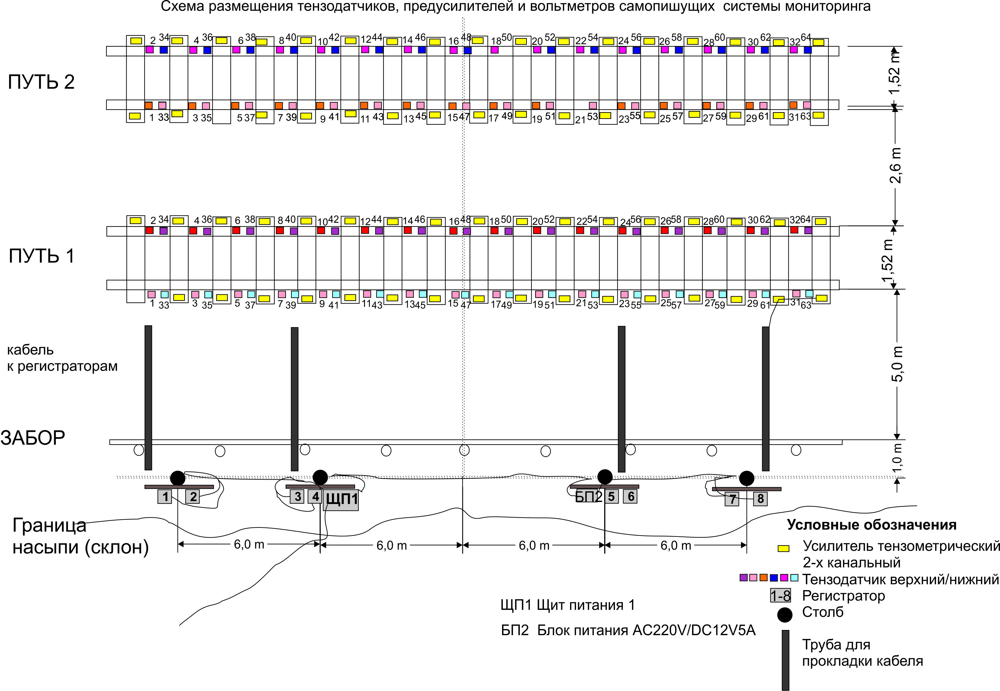 Схема размещения тензодатчиков, предусилителей и вольтметров самопишущих системы мониторинга
2 34 4 36 6 38 8 40 10 42 12 44 14 46 16 48 18 50 20 52 22 54 24 56 26 58 28 60 30 62 32 64
ПУТЬ 2
1,52 m
1 33 3 35 5 37 7 39 9 41 11 43 13 45 15 47 17 49 19 51 21 53 23 55 25 57 27 59 29 61 31 63
2,6 m
2 34 4 36 6 38 8 40 10 42 12 44 14 46 16 48 18 50 20 52 22 54 24 56 26 58 28 60 30 62 32 64
ПУТЬ 1
1,52 m
1 33 3 35 5 37 7 39 9 41 11 43 13 45 15 47 17 49 19 51 21 53 23 55 25 57 27 59 29 61 31 63
кабель
к регистраторам
5,0 m
ЗАБОР
1,0 m
1 2 3 4 ЩП1 БП2 5 6 7 8
Граница
насыпи (склон)
6,0 m 6,0 m 6,0 m 6,0 m
Условные обозначения
Усилитель тензометрический
2-х канальный
Тензодатчик верхний/нижний
1-8 Регистратор
Столб
Труба для
прокладки кабеля
ЩП1 Щит питания 1
БП2 Блок питания AC220V/DC12V5A